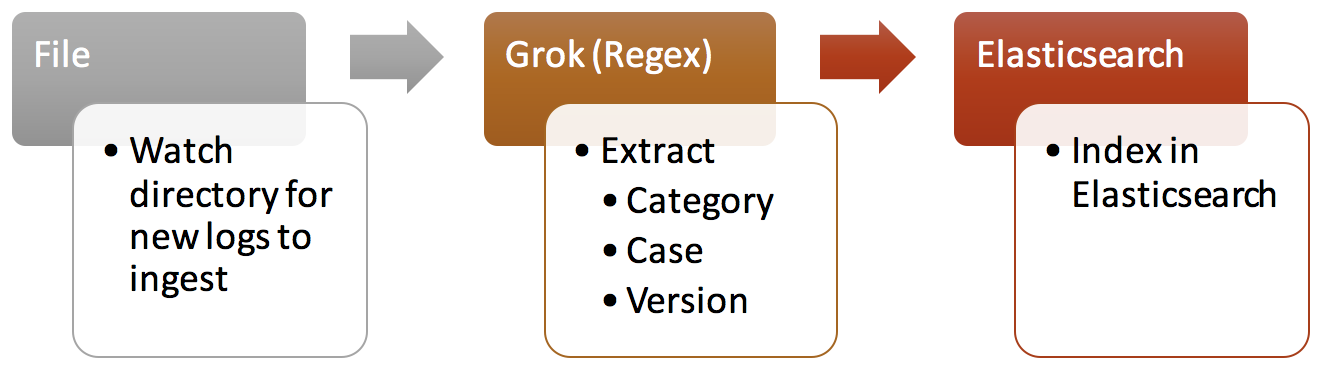 File
• Watch
directory for
new logs to
ingest
Grok (Regex)
• Extract
• Category
• Case
• Version
Elasticsearch
• Index in
Elasticsearch